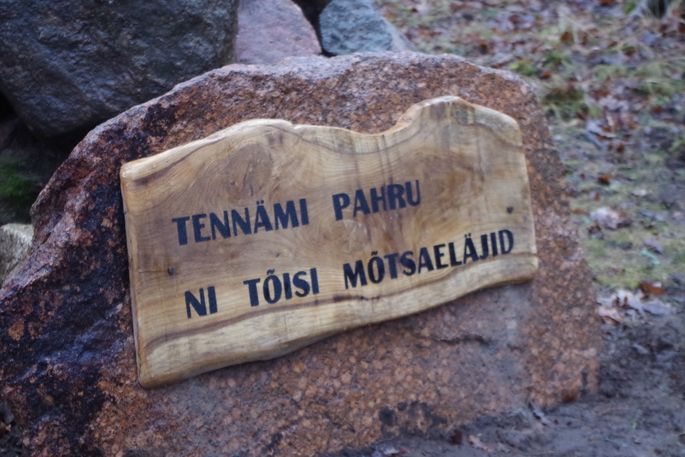 TENNÄMI PAHRU
NI TÕISI MÕTSAELÄJID